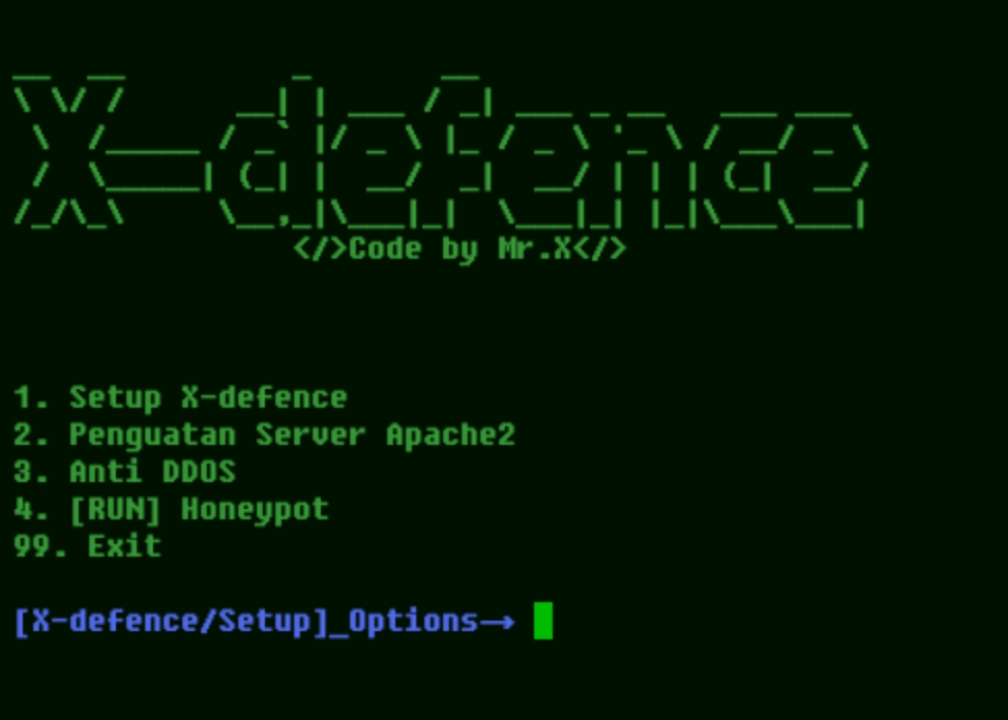 X-defence
</>Code by Mr.X</>
1. Setup X-defence
2. Penguatan Server Apache2
3. Anti DDOS
4. [RUN] Honeypot
99. Exit
[X-defence/Setup]_Options→